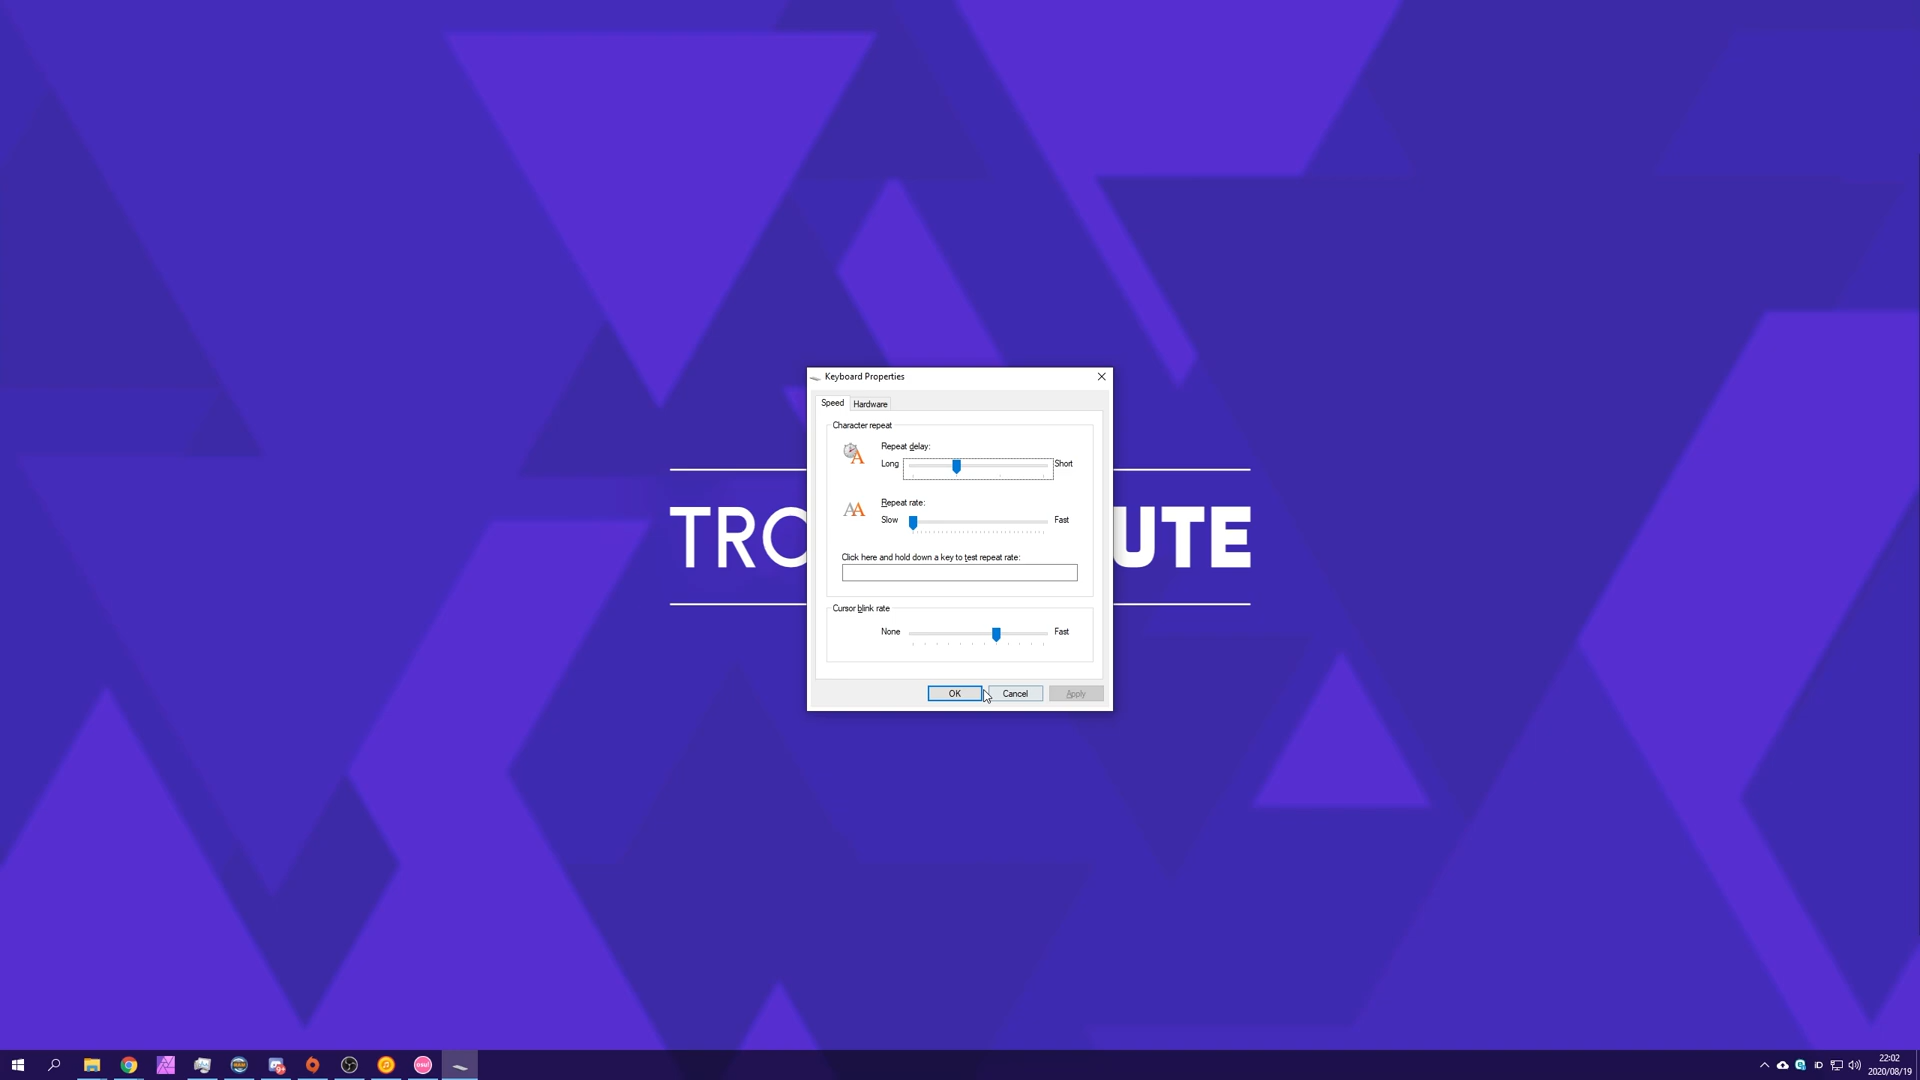 Keyboard Properties
Speed
Hardware
Character repeat
Repeat delay:
Long
Short
Repeat rate:
Slow
Fast
TRO
UTE
Click here and hold down a key to test repeat rate:
Cursor blink rate
None
Fast
OK
Cancel
Apply
osu!
22:02
2020/08/19